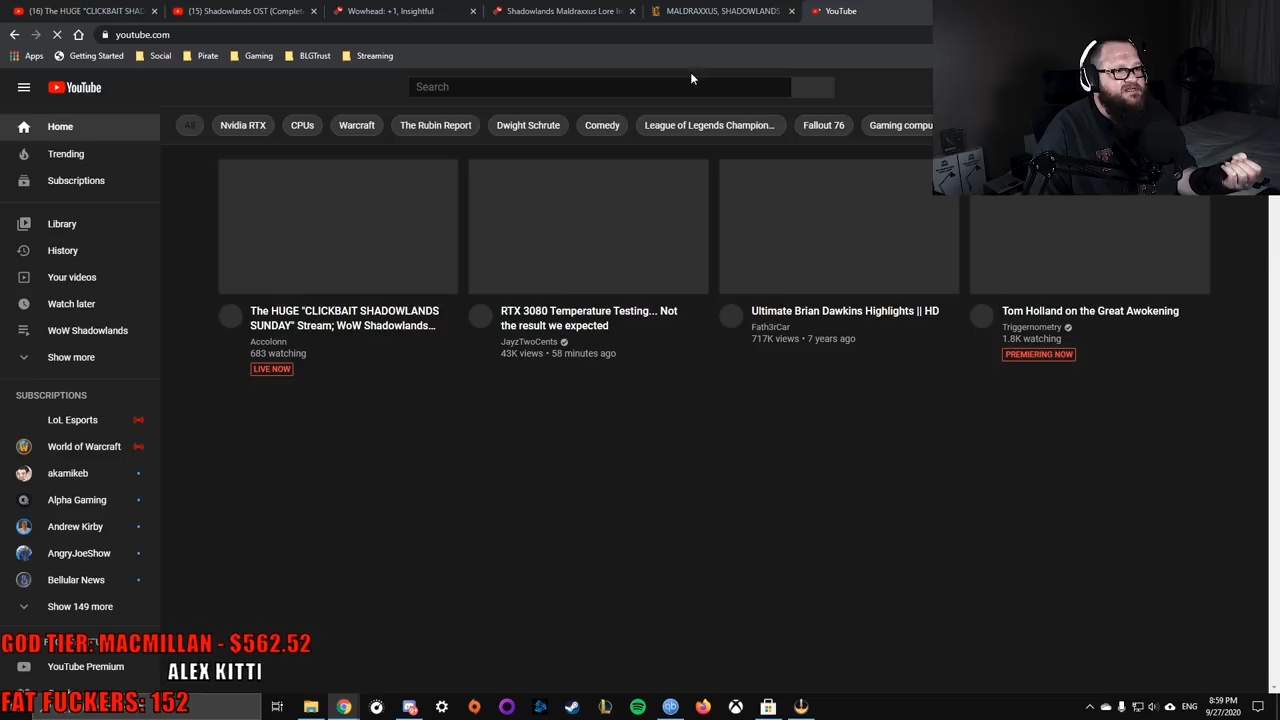 (16) The HUGE "CLICKBAIT SHAD
(15) Shadowlands OST (Complet
Wowhead: +1, Insightful
Shadowlands Maldraxxus Lore In
MALDRAXXUS, SHADOWLANDS
YouTube
youtube.com
Apps
Getting Started
Social
Pirate
Gaming
BLGTrust
Streaming
YouTube
Search
Home
Trending
Subscriptions
Library
History
Your videos
Watch later
WoW Shadowlands
Show more
SUBSCRIPTIONS
LoL Esports
World of Warcraft
akamikeb
Alpha Gaming
Andrew Kirby
AngryJoeShow
Bellular News
Show 149 more
YouTube Premium
All
Nvidia RTX
CPUs
Warcraft
The Rubin Report
Dwight Schrute
Comedy
League of Legends Champion...
Fallout 76
Gaming compu
The HUGE "CLICKBAIT SHADOWLANDS
SUNDAY" Stream; WoW Shadowlands...
Accolonn
683 watching
LIVE NOW
RTX 3080 Temperature Testing... Not
the result we expected
JayzTwoCents
43K views • 58 minutes ago
Ultimate Brian Dawkins Highlights || HD
Fath3rCar
717K views • 7 years ago
Tom Holland on the Great Awokening
Triggernometry
1.8K watching
PREMIERING NOW
GOD TIER: MACMILLAN - $562.52
ALEX KITTI
FAT FUCKERS: 152
ENG
8:59 PM
9/27/2020